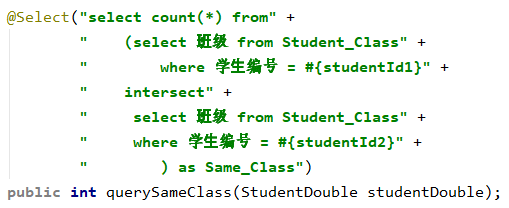 @Select("select count(*) from" +
"    (select 班级 from Student_Class" +
"        where 学生编号 = #{studentId1}" +
"    intersect" +
"     select 班级 from Student_Class" +
"     where 学生编号 = #{studentId2}" +
"        ) as Same_Class")
public int querySameClass(StudentDouble studentDouble);